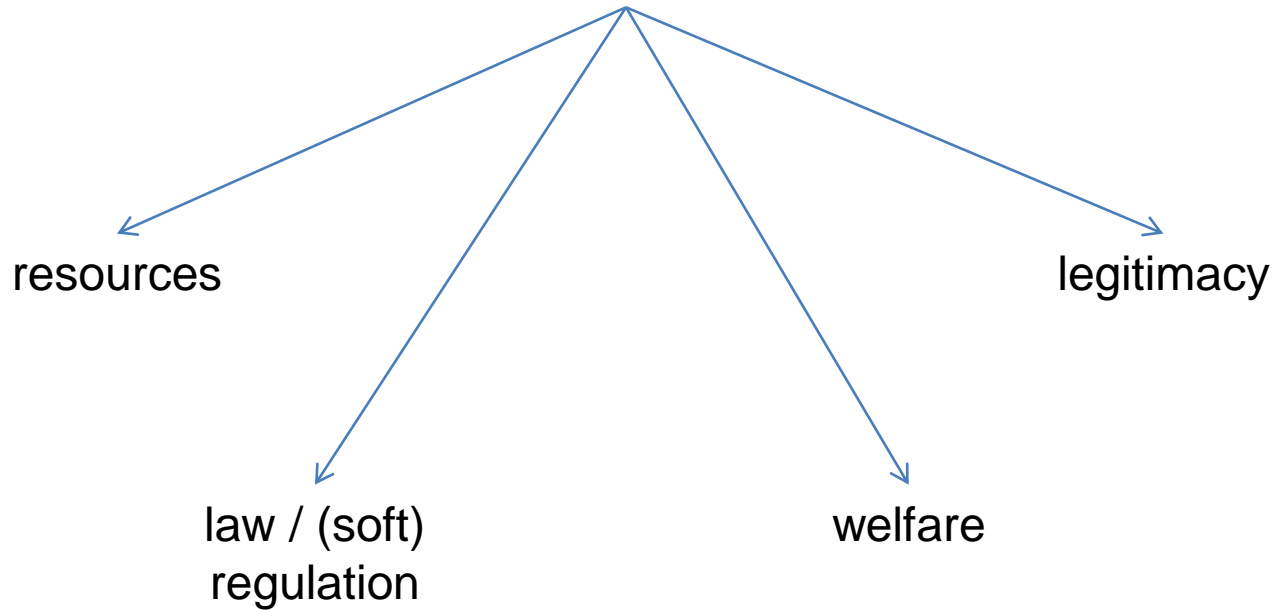 resources
legitimacy
law / (soft)
regulation
welfare